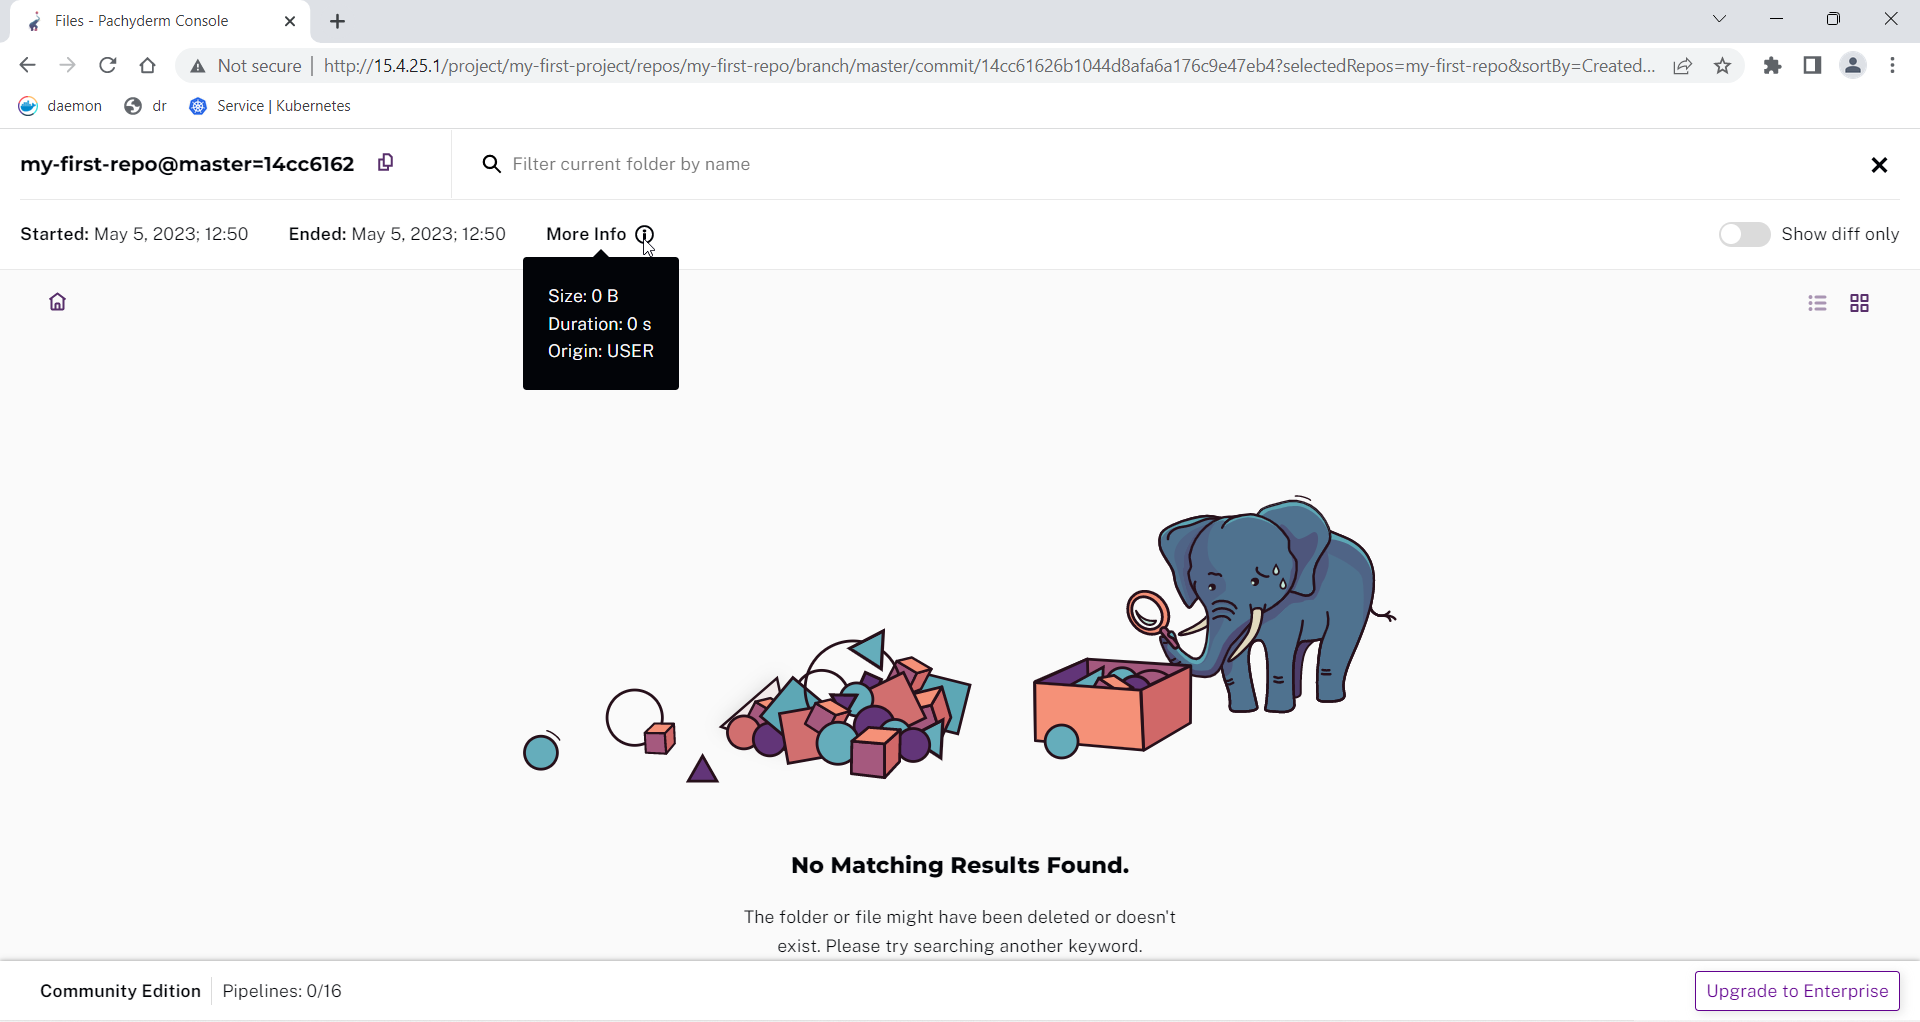 Files - Pachyderm Console
Not secure | http://15.4.25.1/project/my-first-project/repos/my-first-repo/branch/master/commit/14cc61626b1044d8afa6a176c9e47eb4?selectedRepos=my-first-repo&sortBy=Created...
daemon dr Service | Kubernetes
my-first-repo@master=14cc6162 Filter current folder by name
Started: May 5, 2023; 12:50 Ended: May 5, 2023; 12:50 More Info Show diff only
Size: 0 B
Duration: 0 s
Origin: USER
No Matching Results Found.
The folder or file might have been deleted or doesn't
exist. Please try searching another keyword.
Community Edition Pipelines: 0/16 Upgrade to Enterprise